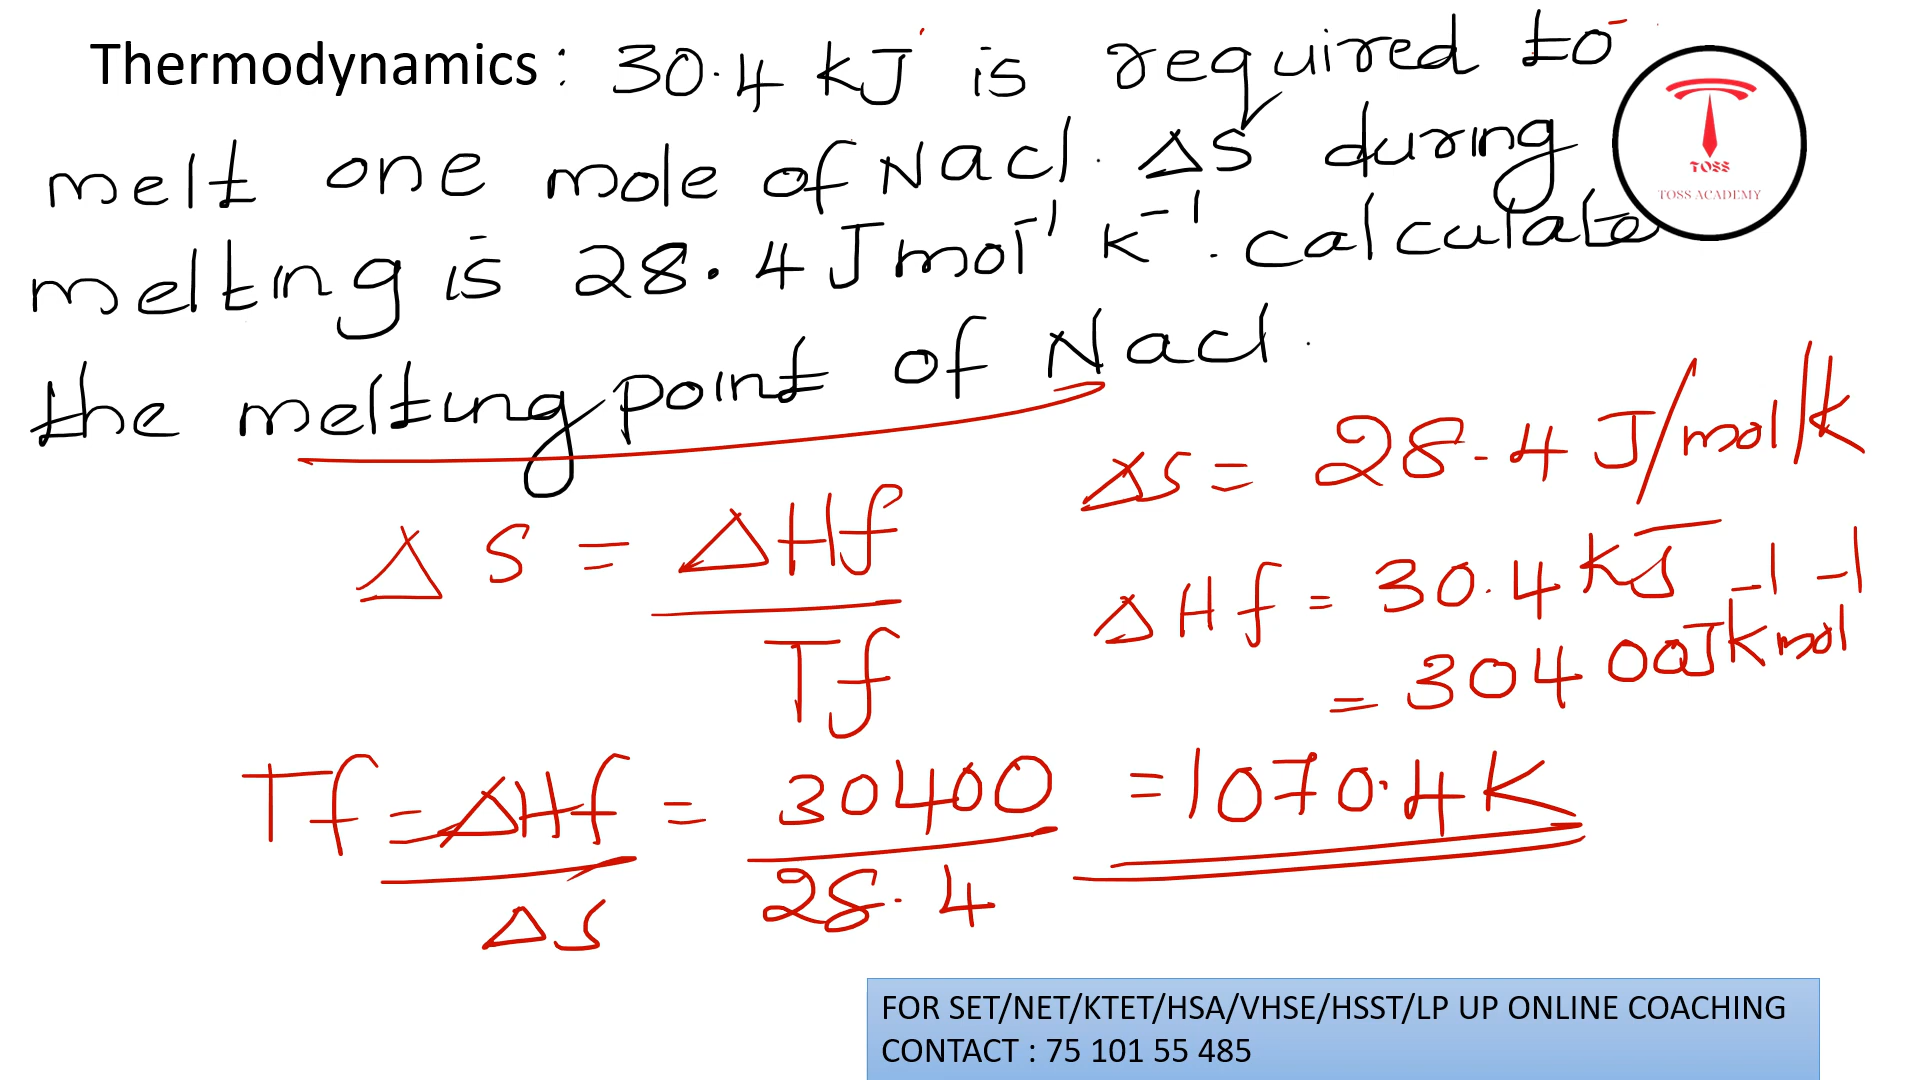 Thermodynamics : 30.4 KJ is required to
melt one mole of Nacl. ΔS during
melting is 28.4 J mol⁻¹ K⁻¹. calculate
the melting point of Nacl.
TOSS
TOSS ACADEMY
ΔS = 28.4 J/mol/K
ΔS = ΔHf
Tf
ΔHf = 30.4 KJ
= 30400 J K⁻¹ mol⁻¹
Tf = ΔHf = 30400 = 1070.4 K
ΔS 28.4
FOR SET/NET/KTET/HSA/VHSE/HSST/LP UP ONLINE COACHING
CONTACT : 75 101 55 485